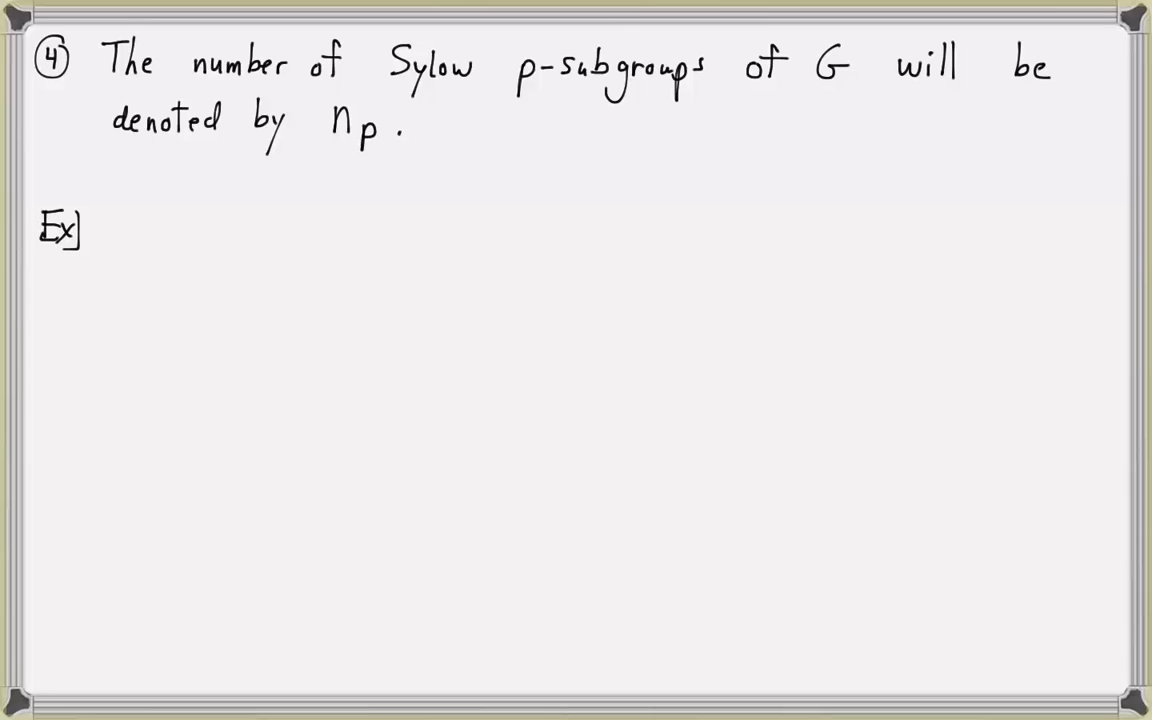 ④ The number of Sylow p-subgroups of G will be
denoted by nₚ.
Ex]